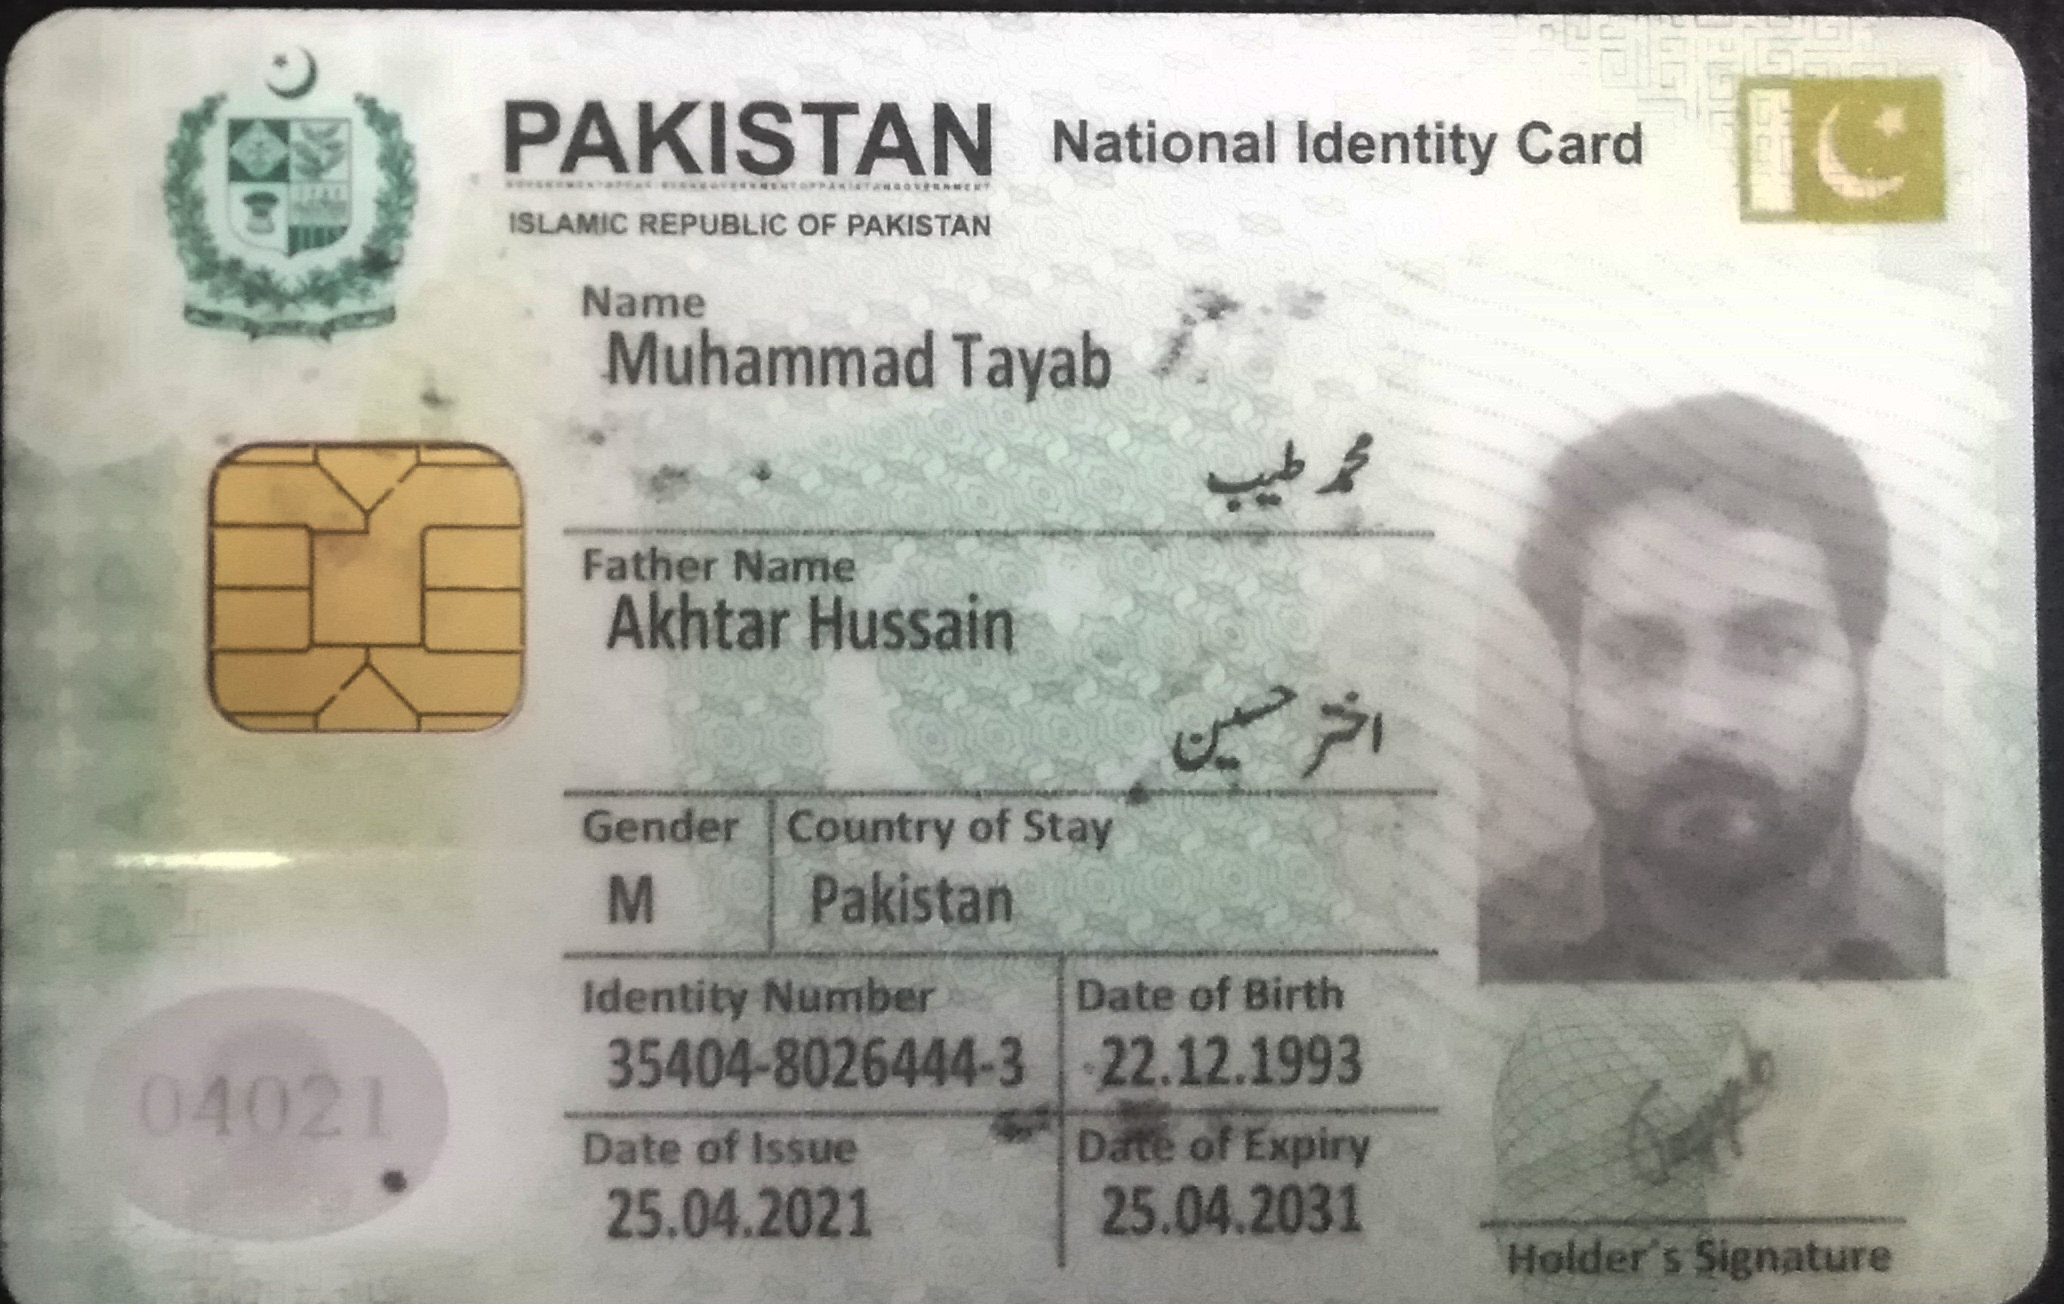 PAKISTAN National Identity Card
ISLAMIC REPUBLIC OF PAKISTAN
Name
Muhammad Tayab
محمد طیب
Father Name
Akhtar Hussain
اختر حسین
Gender Country of Stay
M Pakistan
Identity Number Date of Birth
35404-8026444-3 22.12.1993
Date of Issue Date of Expiry
25.04.2021 25.04.2031
04021
Holder's Signature